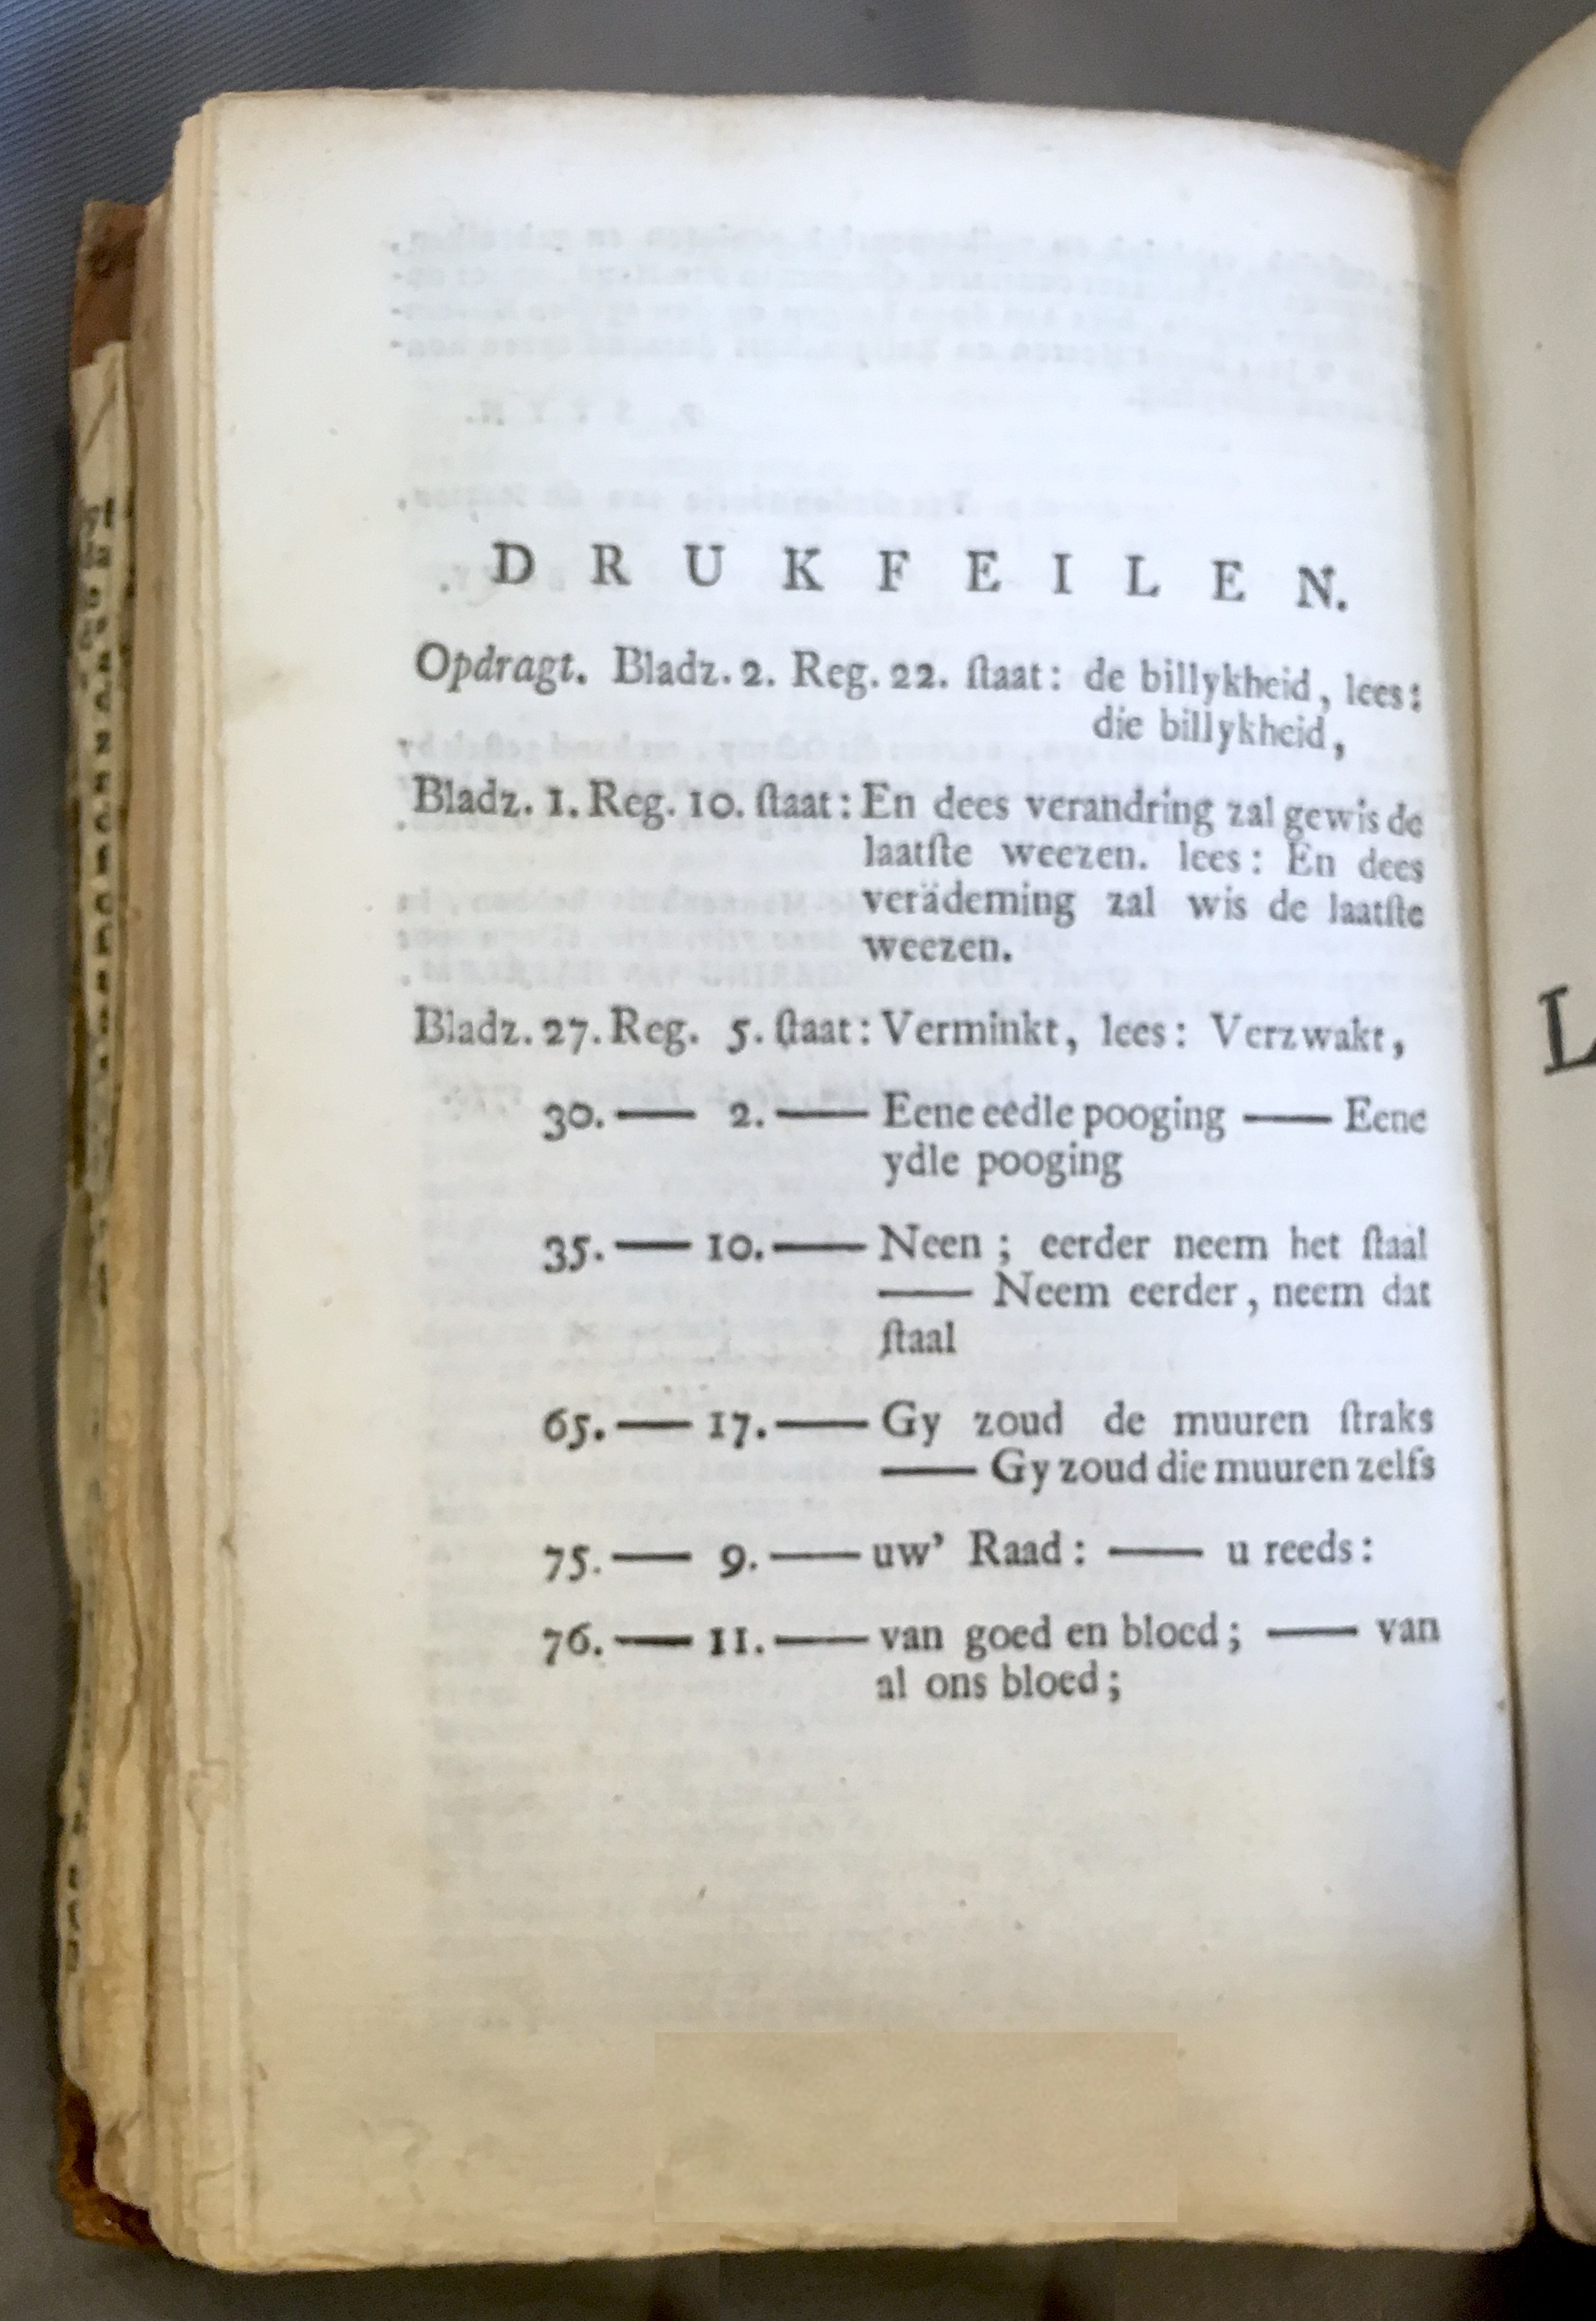 DRUKFEILEN.
Opdragt. Bladz. 2. Reg. 22. ſtaat: de billykheid, lees:
die billykheid,
Bladz. 1. Reg. 10. ſtaat: En dees verandring zal gewis de
laatſte weezen. lees: En dees
verädeming zal wis de laatſte
weezen.
Bladz. 27. Reg. 5. ſtaat: Verminkt, lees: Verzwakt,
30. — 2. — Eene eedle pooging — Eene
ydle pooging
35. — 10. — Neen; eerder neem het ſtaal
— Neem eerder, neem dat
ſtaal
65. — 17. — Gy zoud de muuren ſtraks
— Gy zoud die muuren zelfs
75. — 9. — uw' Raad: — u reeds:
76. — 11. — van goed en bloed; — van
al ons bloed;
L